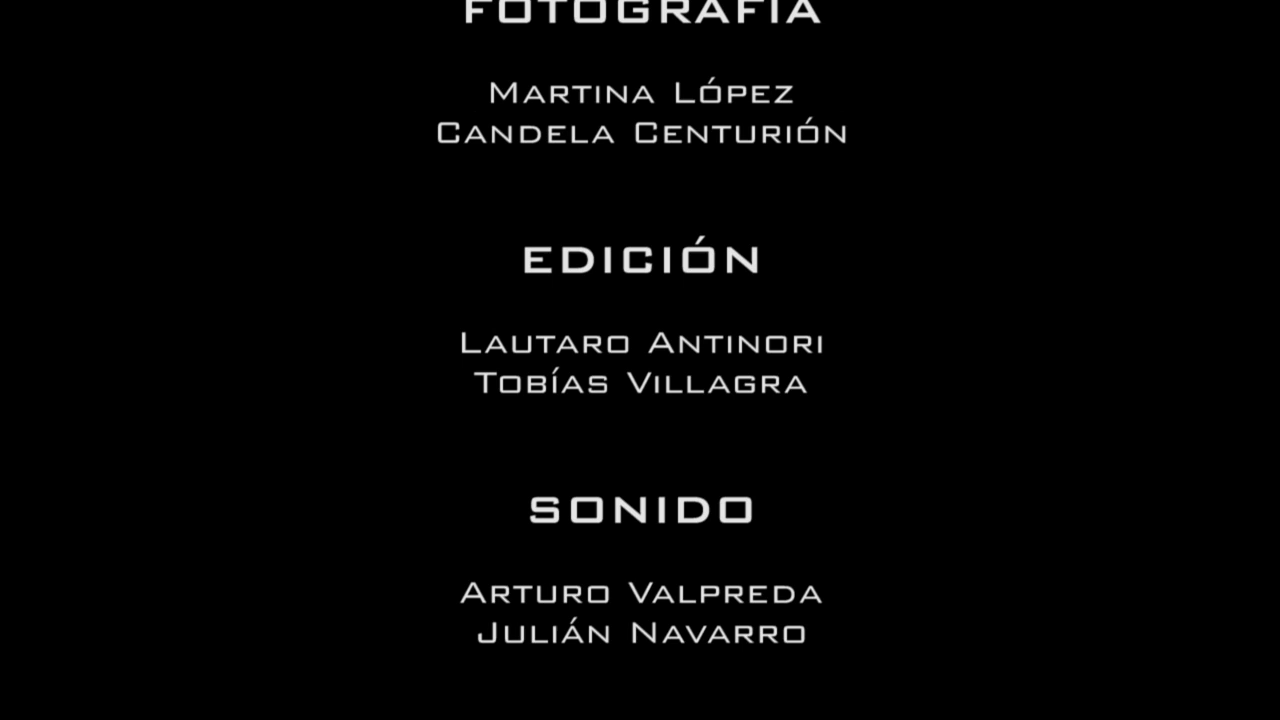 FOTOGRAFÍA
Martina López
Candela Centurión
EDICIÓN
Lautaro Antinori
Tobías Villagra
SONIDO
Arturo Valpreda
Julián Navarro